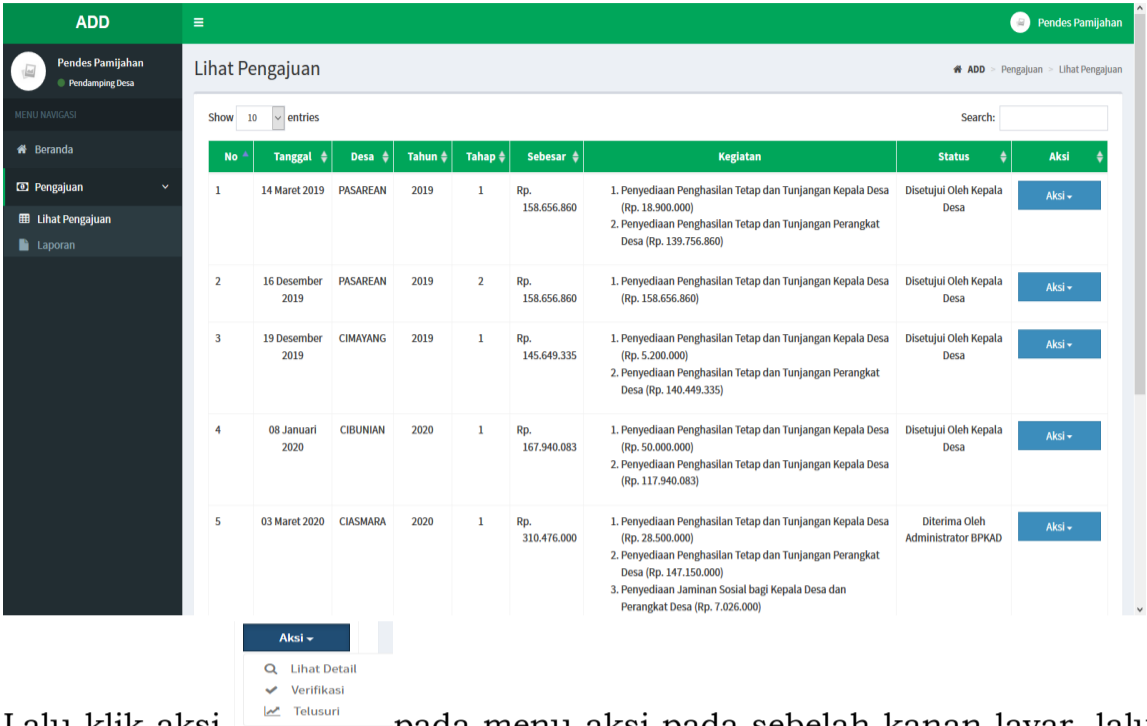 ADD
Pendes Pamijahan
Pendes Pamijahan
Pendamping Desa
MENU NAVIGASI
Beranda
Pengajuan
Lihat Pengajuan
Laporan
Lihat Pengajuan
ADD > Pengajuan > Lihat Pengajuan
Show 10 entries
Search:
No Tanggal Desa Tahun Tahap Sebesar Kegiatan Status Aksi
1 14 Maret 2019 PASAREAN 2019 1 Rp. 1. Penyediaan Penghasilan Tetap dan Tunjangan Kepala Desa Disetujui Oleh Kepala Aksi
158.656.860 (Rp. 18.900.000) Desa
2. Penyediaan Penghasilan Tetap dan Tunjangan Perangkat
Desa (Rp. 139.756.860)
2 16 Desember PASAREAN 2019 2 Rp. 1. Penyediaan Penghasilan Tetap dan Tunjangan Kepala Desa Disetujui Oleh Kepala Aksi
2019 158.656.860 (Rp. 158.656.860) Desa
3 19 Desember CIMAYANG 2019 1 Rp. 1. Penyediaan Penghasilan Tetap dan Tunjangan Kepala Desa Disetujui Oleh Kepala Aksi
2019 145.649.335 (Rp. 5.200.000) Desa
2. Penyediaan Penghasilan Tetap dan Tunjangan Perangkat
Desa (Rp. 140.449.335)
4 08 Januari CIBUNIAN 2020 1 Rp. 1. Penyediaan Penghasilan Tetap dan Tunjangan Kepala Desa Disetujui Oleh Kepala Aksi
2020 167.940.083 (Rp. 50.000.000) Desa
2. Penyediaan Penghasilan Tetap dan Tunjangan Kepala Desa
(Rp. 117.940.083)
5 03 Maret 2020 CIASMARA 2020 1 Rp. 1. Penyediaan Penghasilan Tetap dan Tunjangan Kepala Desa Diterima Oleh Aksi
310.476.000 (Rp. 28.500.000) Administrator BPKAD
2. Penyediaan Penghasilan Tetap dan Tunjangan Perangkat
Desa (Rp. 147.150.000)
3. Penyediaan Jaminan Sosial bagi Kepala Desa dan
Perangkat Desa (Rp. 7.026.000)
Aksi
Lihat Detail
Verifikasi
Telusuri
Lalu klik aksi pada menu aksi pada sebelah kanan layar, lalu